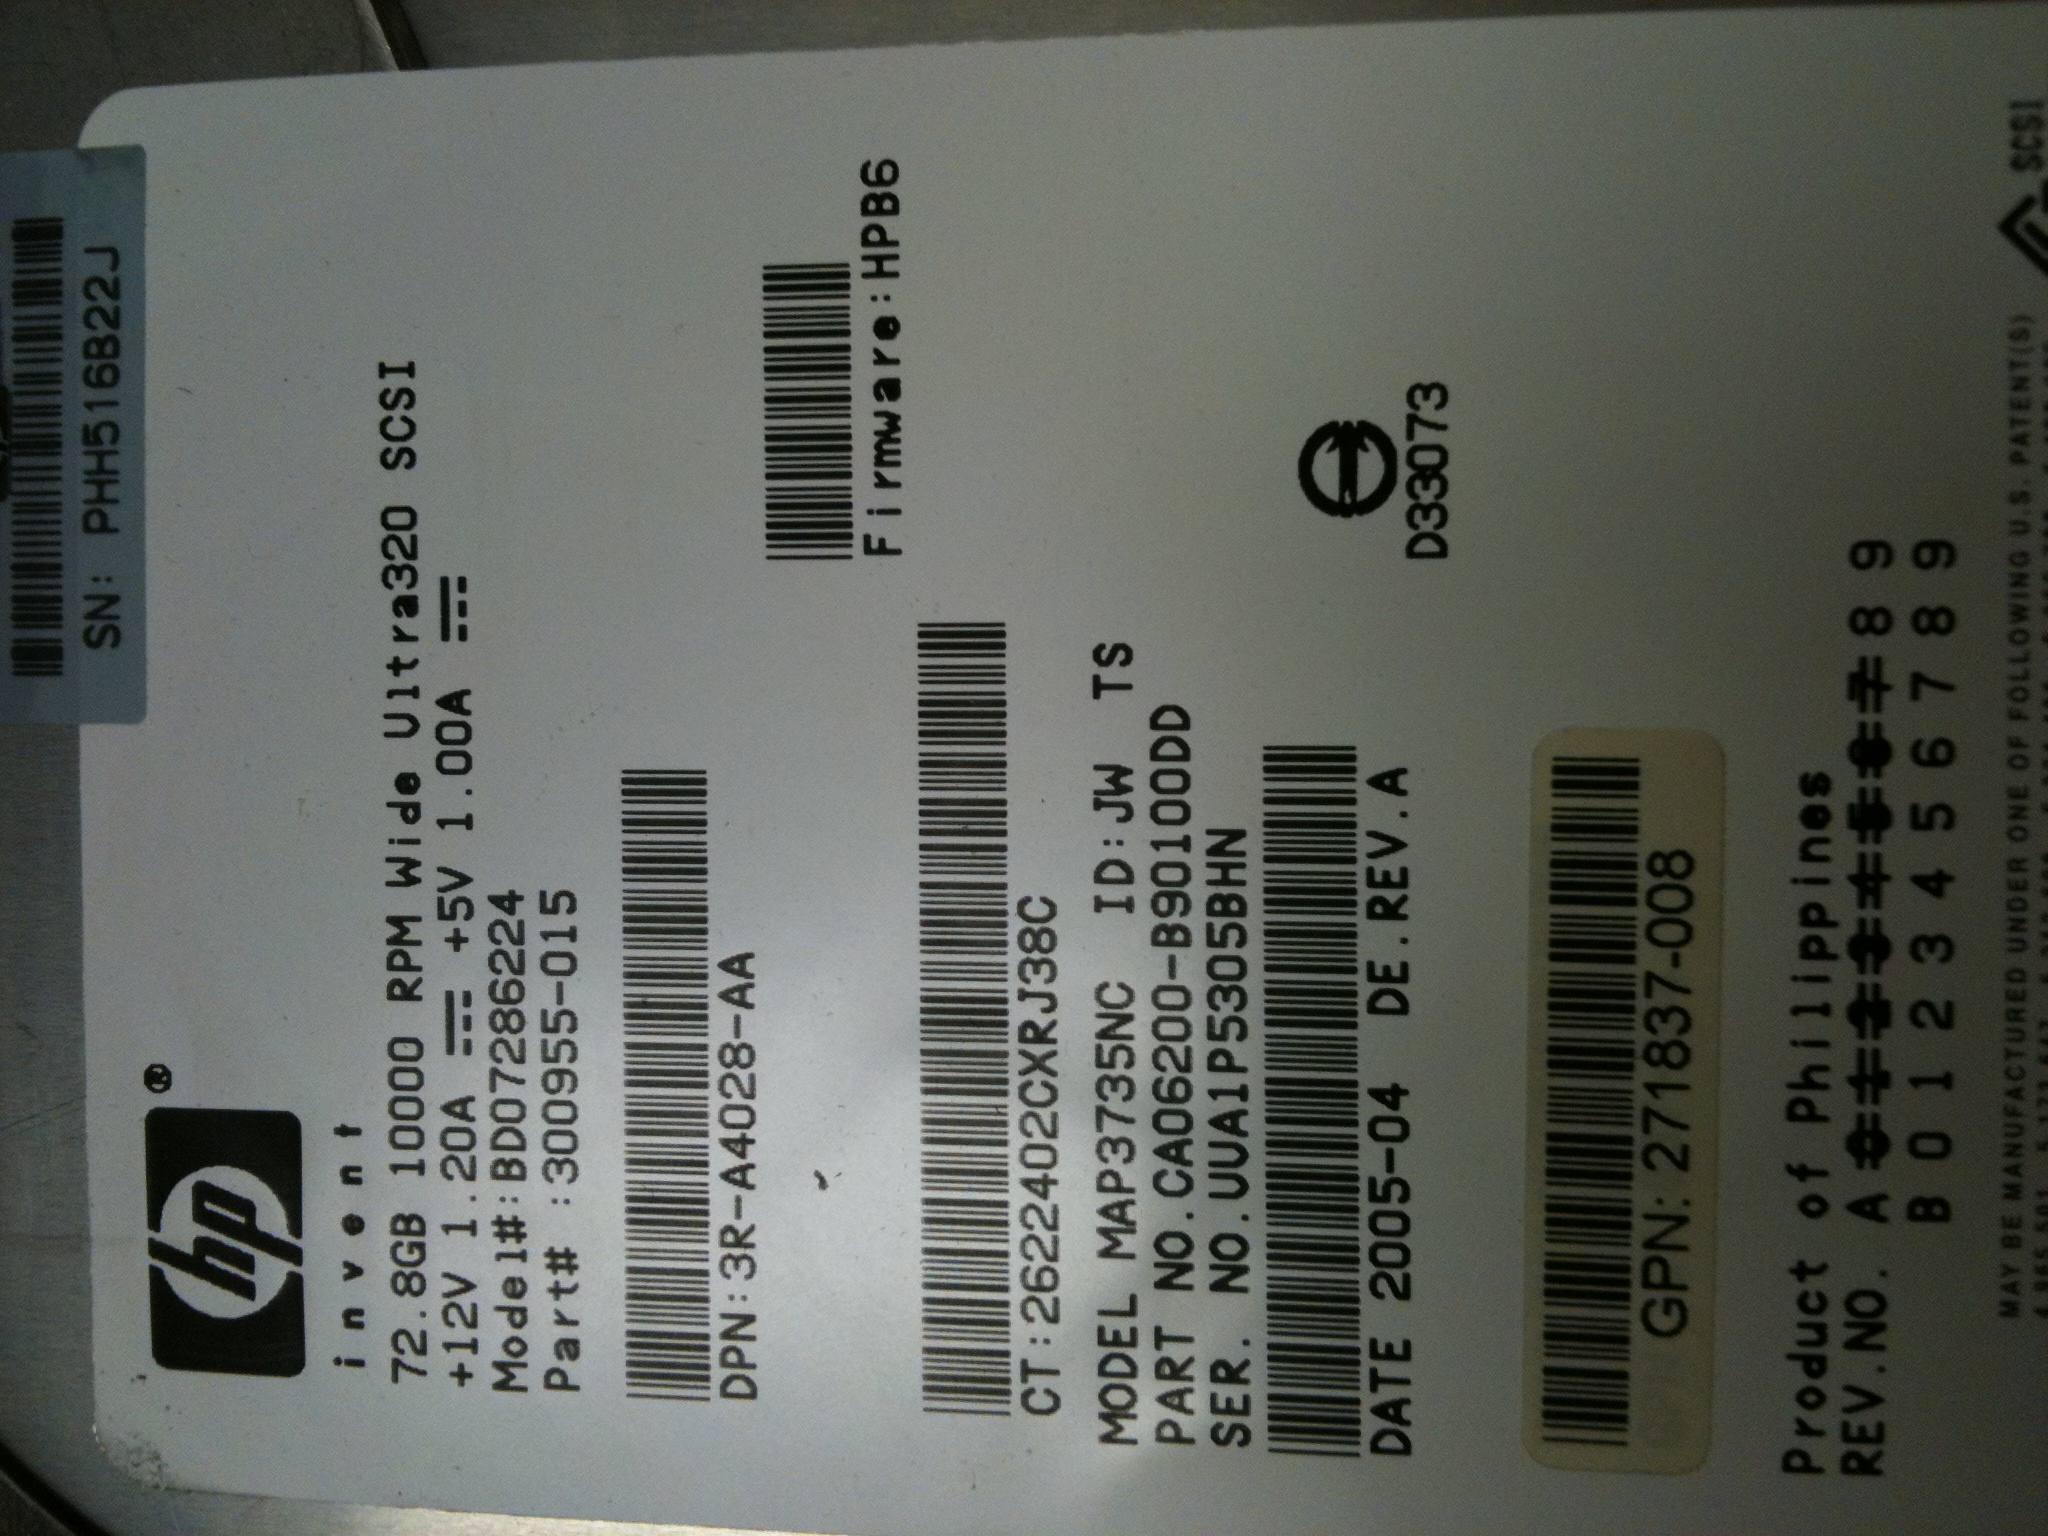 SN: PHH516B22J
hp ®
invent
72.8GB 10000 RPM Wide Ultra320 SCSI
+12V 1.20A +5V 1.00A
Model#:BD07286224
Part# :300955-015
DPN:3R-A4028-AA
Firmware:HPB6
CT:2622402CXRJ38C
MODEL MAP3735NC ID:JW TS
PART NO.CA06200-B90100DD
SER. NO.UUA1P5305BHN
DATE 2005-04 DE.REV.A
D33073
GPN: 271837-008
Product of Philippines
REV.NO. A 0 1 2 3 4 5 6 7 8 9
B 0 1 2 3 4 5 6 7 8 9
MAY BE MANUFACTURED UNDER ONE OF FOLLOWING U.S. PATENT(S)
SCSI